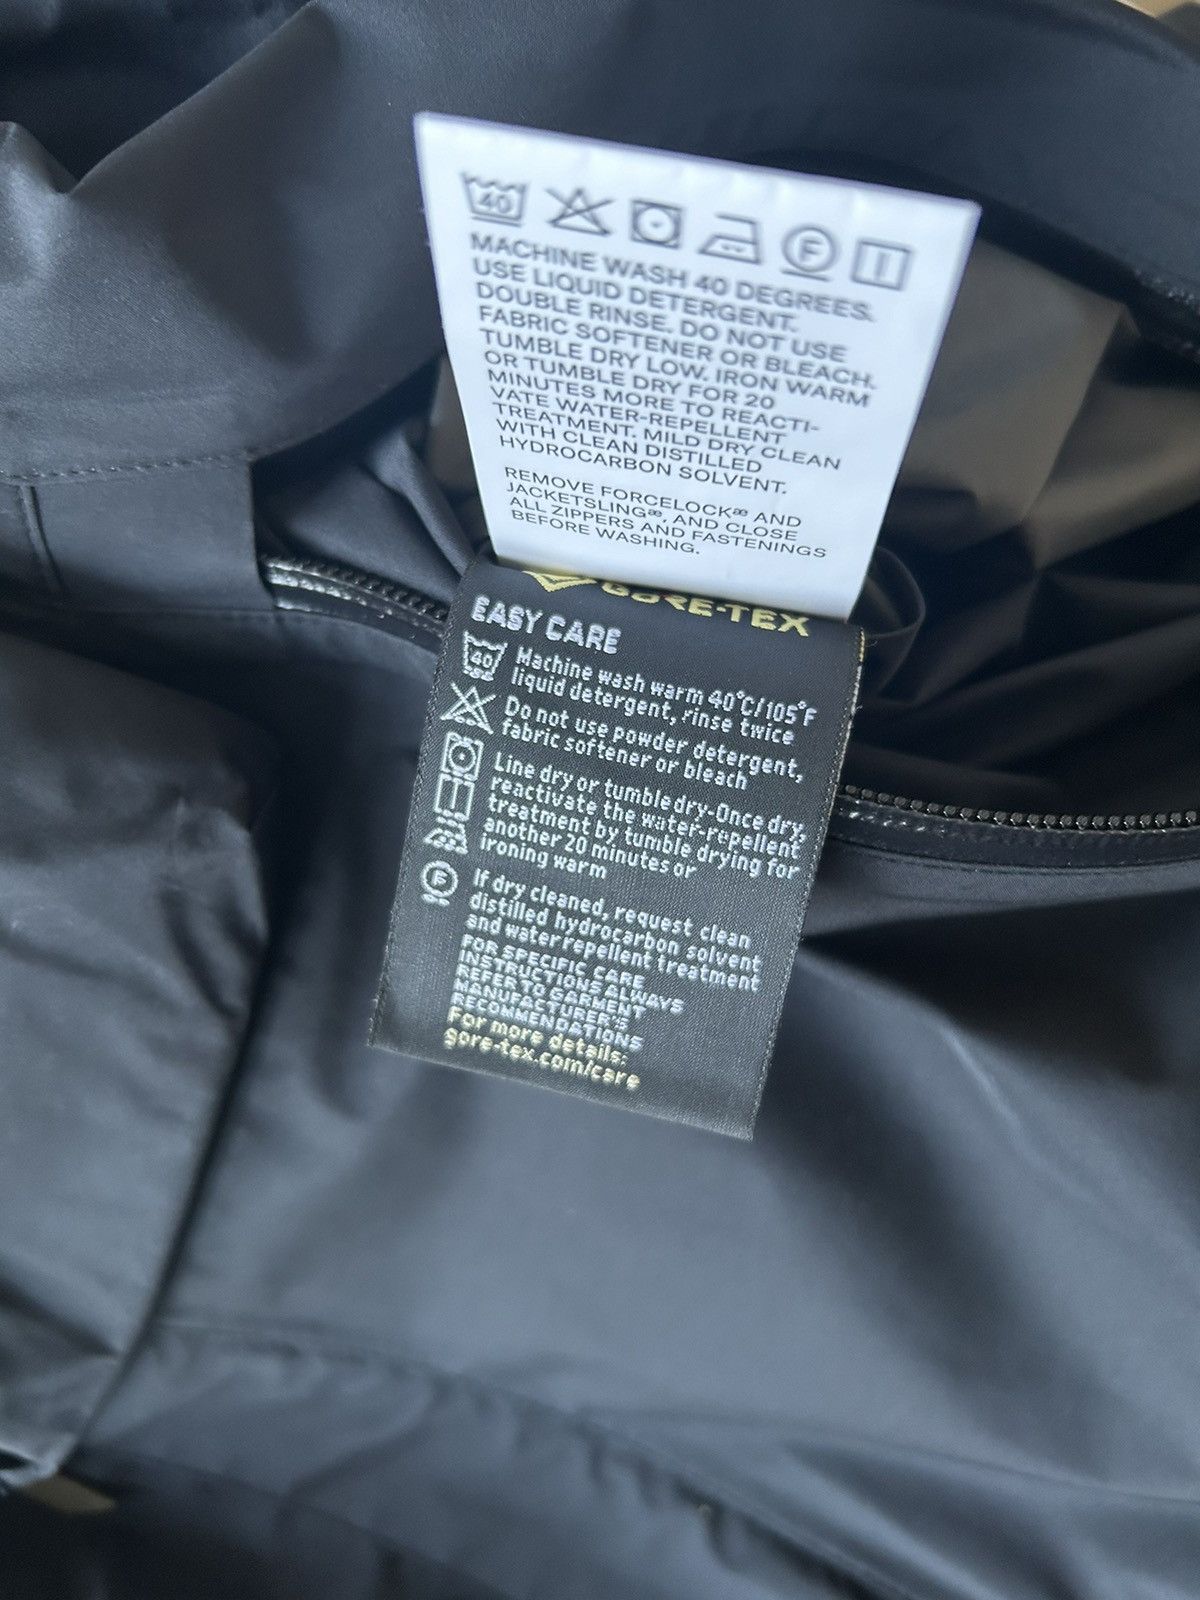 40 F
MACHINE WASH 40 DEGREES.
USE LIQUID DETERGENT.
DOUBLE RINSE. DO NOT USE
FABRIC SOFTENER OR BLEACH.
TUMBLE DRY LOW. IRON WARM
OR TUMBLE DRY FOR 20
MINUTES MORE TO REACTI-
VATE WATER-REPELLENT
TREATMENT. MILD DRY CLEAN
WITH CLEAN DISTILLED
HYDROCARBON SOLVENT.
REMOVE FORCELOCK AND
JACKETSLING, AND CLOSE
ALL ZIPPERS AND FASTENINGS
BEFORE WASHING.
GORE-TEX
EASY CARE
40 Machine wash warm 40°C/105°F
liquid detergent, rinse twice
Do not use powder detergent,
fabric softener or bleach
Line dry or tumble dry-Once dry,
reactivate the water-repellent
treatment by tumble drying for
another 20 minutes or
ironing warm
F If dry cleaned, request clean
distilled hydrocarbon solvent
and water repellent treatment
FOR SPECIFIC CARE
INSTRUCTIONS ALWAYS
REFER TO GARMENT
MANUFACTURER'S
RECOMMENDATIONS
For more details:
gore-tex.com/care